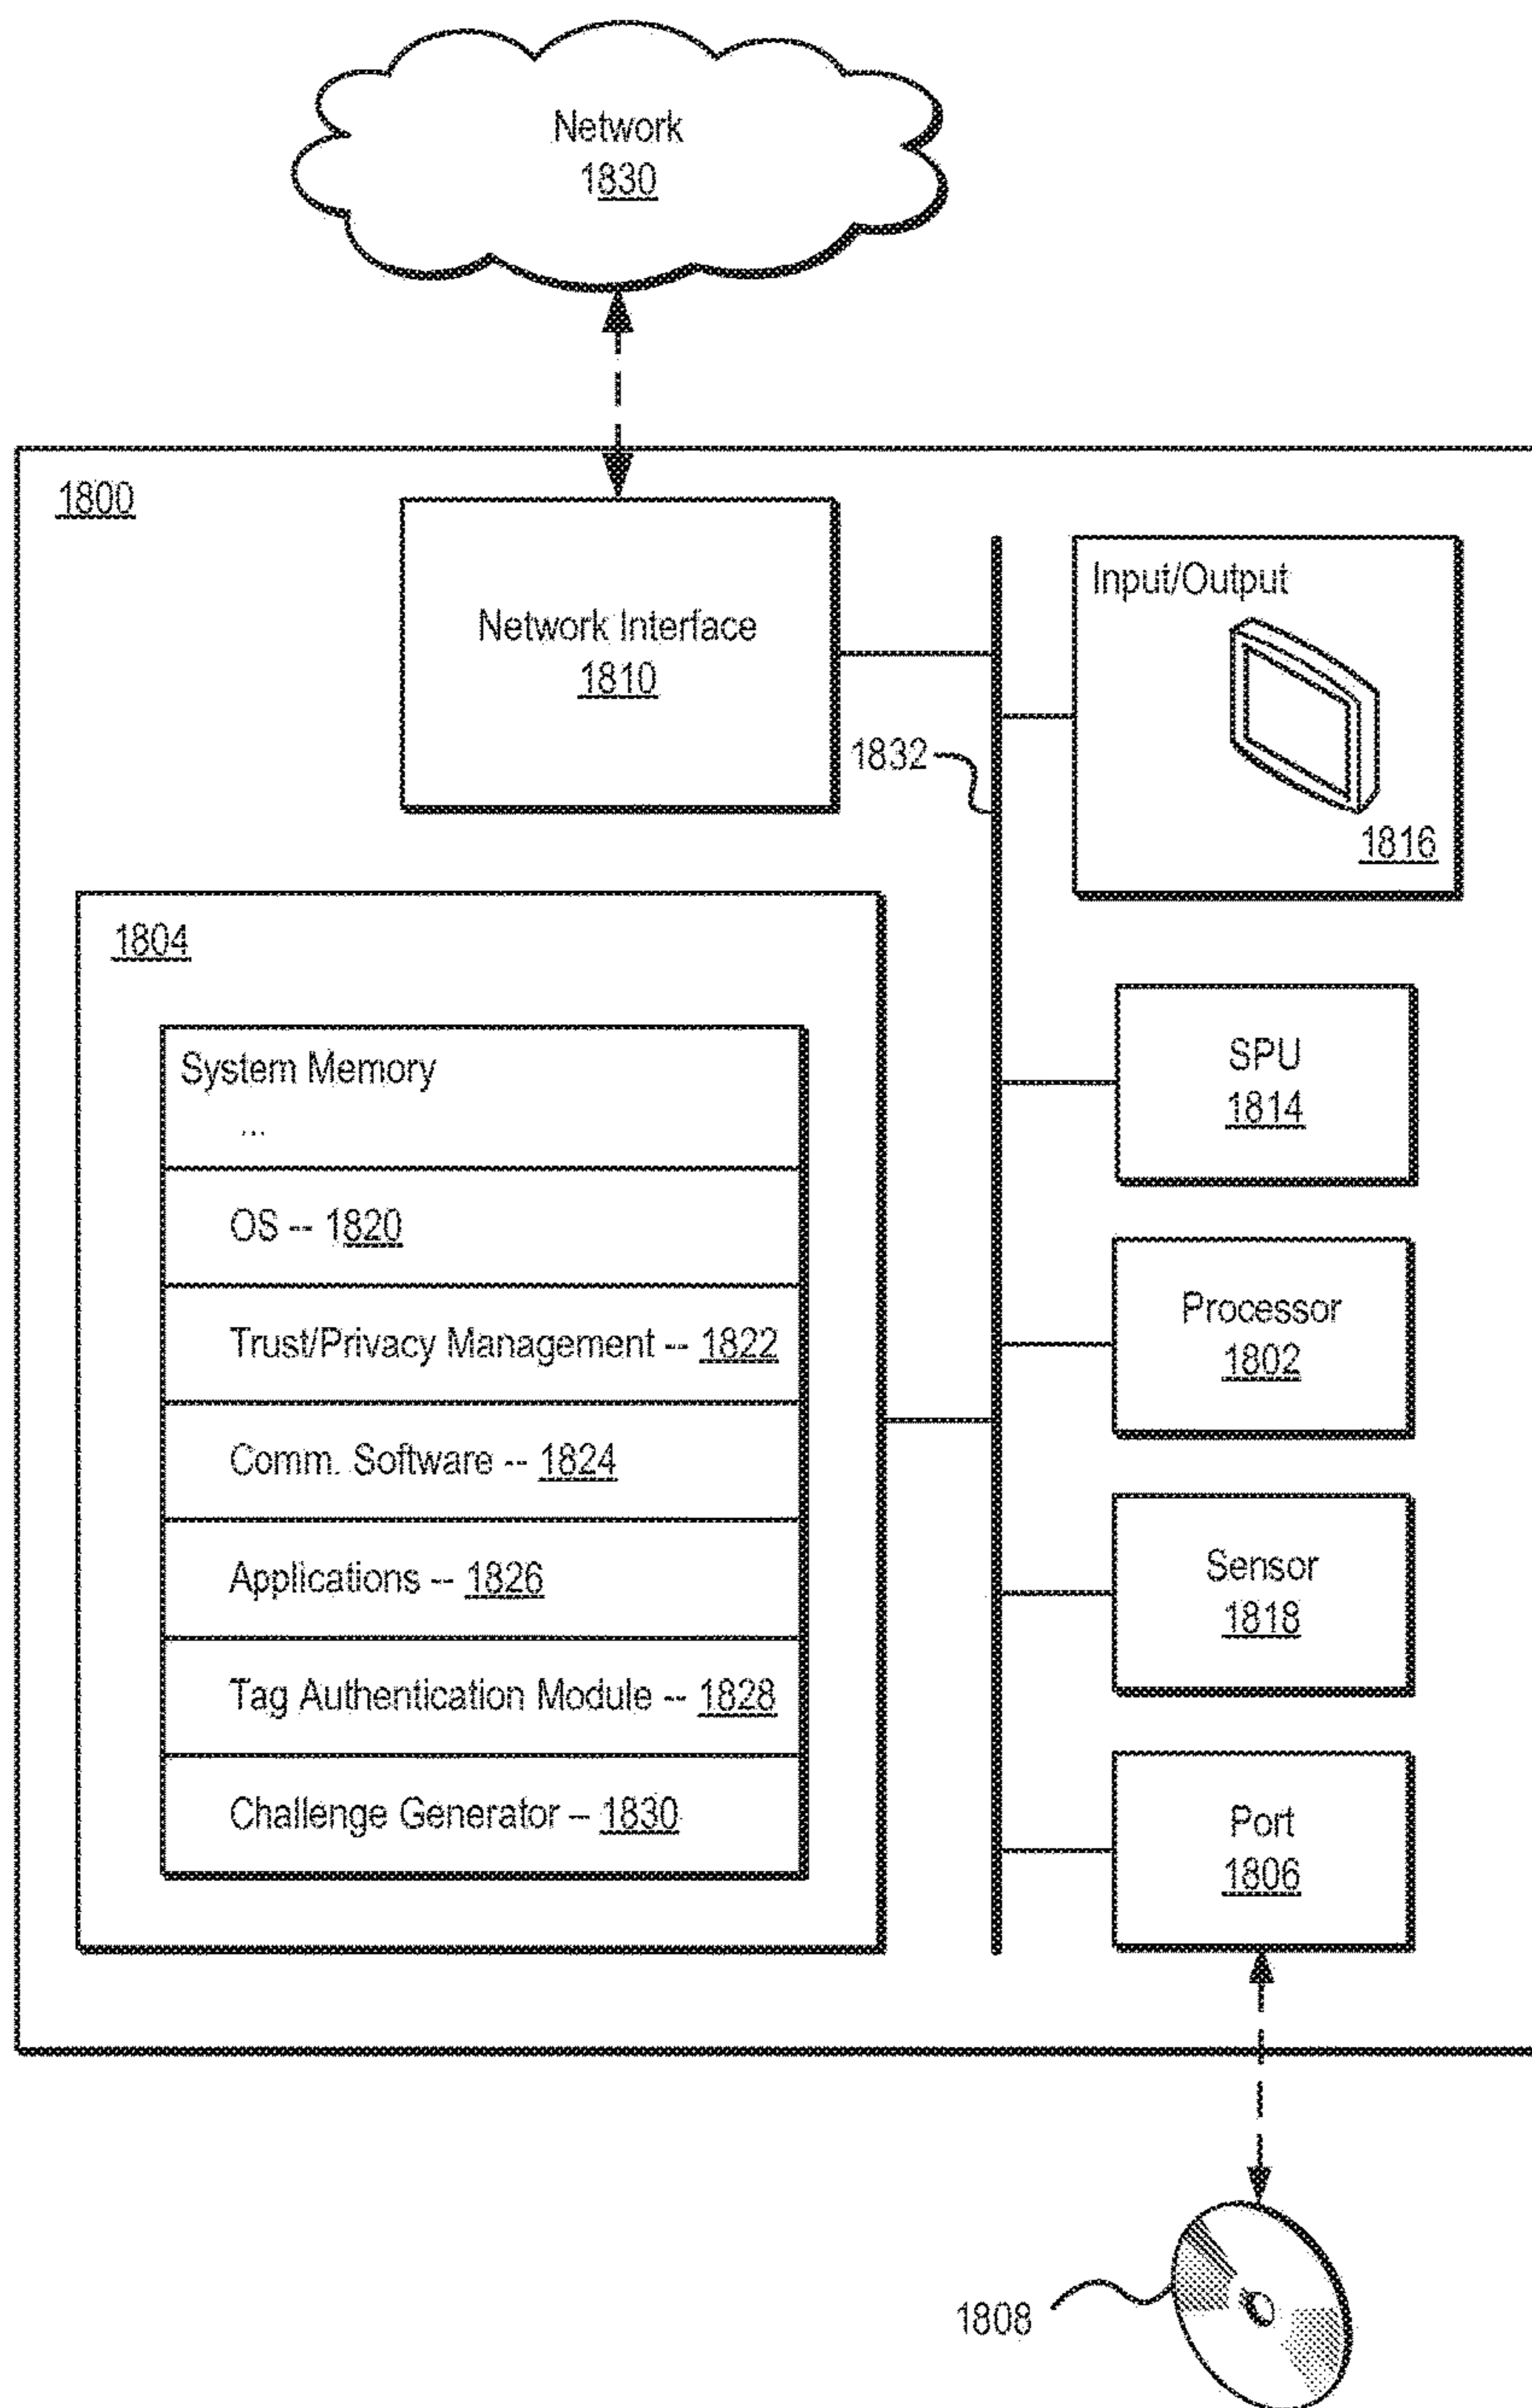 Network
1830
1800
Network Interface
1810
1832
Input/Output
1816
1804
System Memory
...
OS -- 1820
Trust/Privacy Management -- 1822
Comm. Software -- 1824
Applications -- 1826
Tag Authentication Module -- 1828
Challenge Generator – 1830
SPU
1814
Processor
1802
Sensor
1818
Port
1806
1808